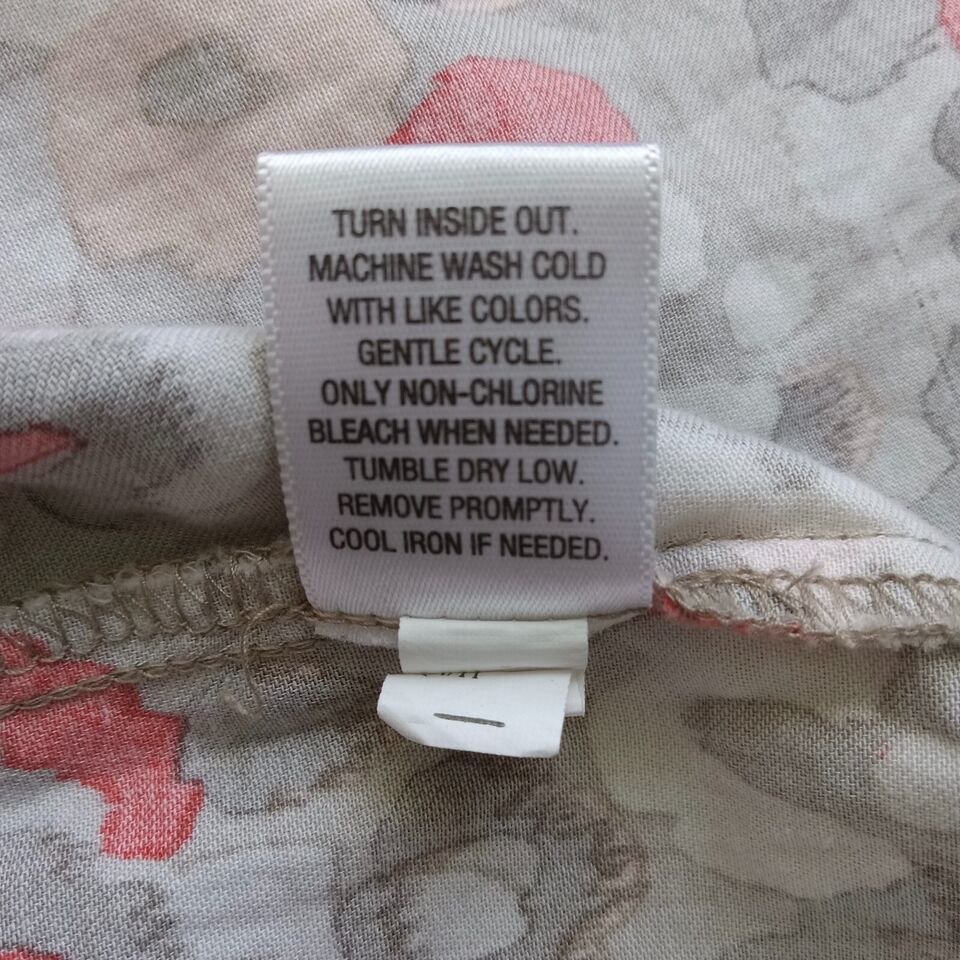 TURN INSIDE OUT.
MACHINE WASH COLD
WITH LIKE COLORS.
GENTLE CYCLE.
ONLY NON-CHLORINE
BLEACH WHEN NEEDED.
TUMBLE DRY LOW.
REMOVE PROMPTLY.
COOL IRON IF NEEDED.